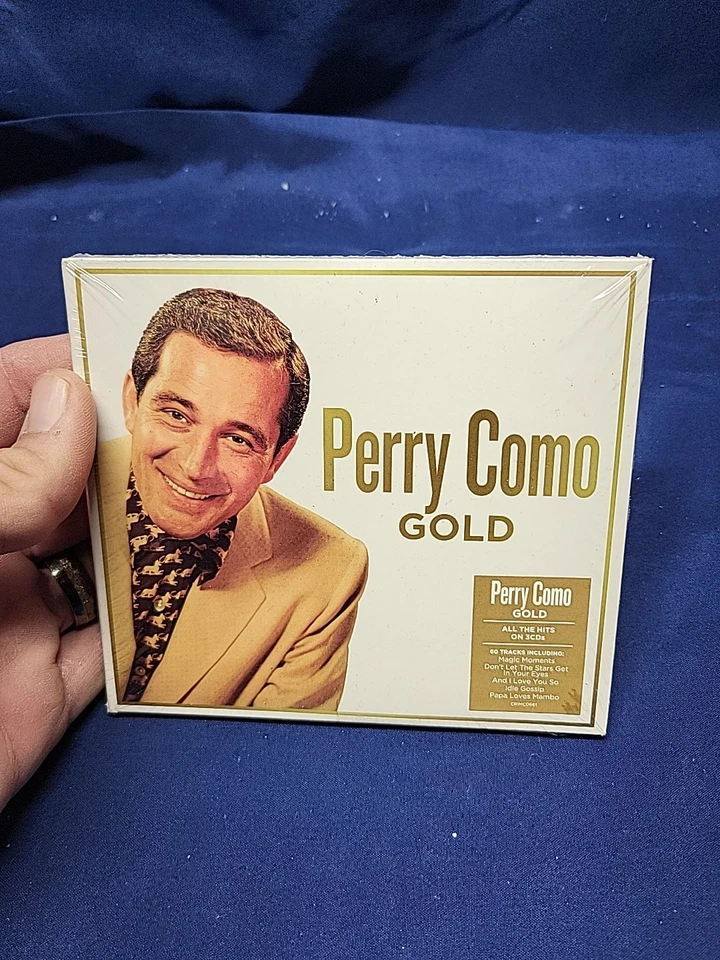 Perry Como
GOLD
Perry Como
GOLD
ALL THE HITS
ON 3CDs
60 TRACKS INCLUDING:
Magic Moments
Don't Let The Stars Get
In Your Eyes
And I Love You So
Idle Gossip
Papa Loves Mambo